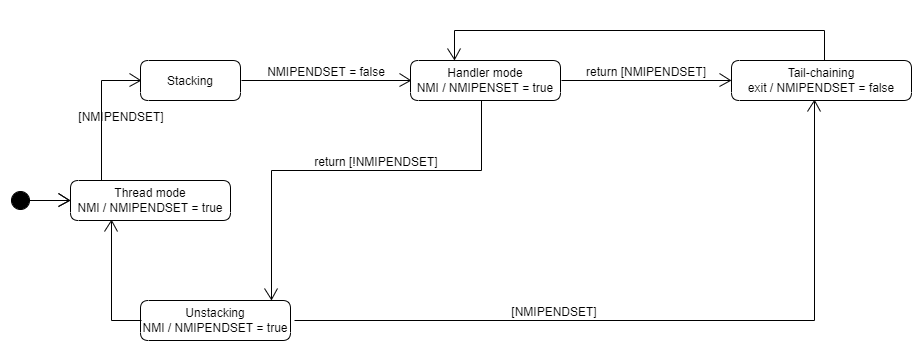 Stacking
NMIPENDSET = false
Handler mode
NMI / NMIPENSET = true
return [NMIPENDSET]
Tail-chaining
exit / NMIPENDSET = false
[NMIPENDSET]
return [!NMIPENDSET]
Thread mode
NMI / NMIPENDSET = true
Unstacking
NMI / NMIPENDSET = true
[NMIPENDSET]